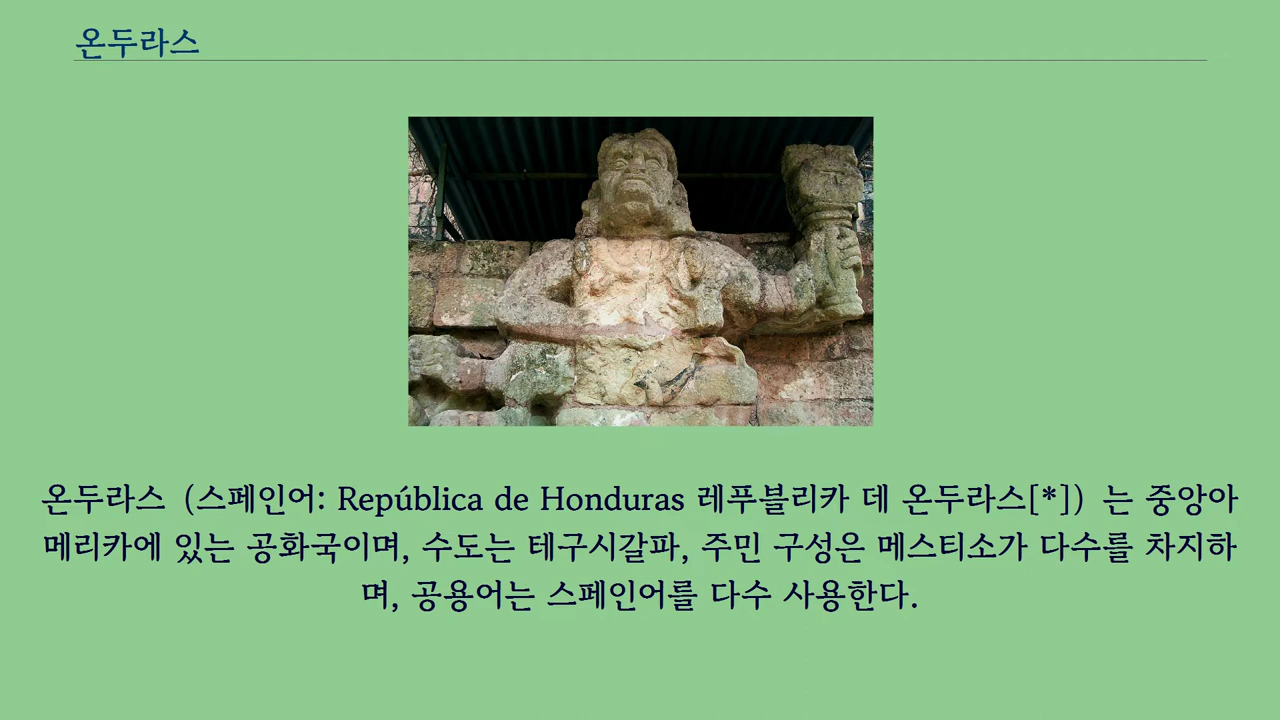 온두라스
온두라스 (스페인어: República de Honduras 레푸블리카 데 온두라스[*]) 는 중앙아
메리카에 있는 공화국이며, 수도는 테구시갈파, 주민 구성은 메스티소가 다수를 차지하
며, 공용어는 스페인어를 다수 사용한다.